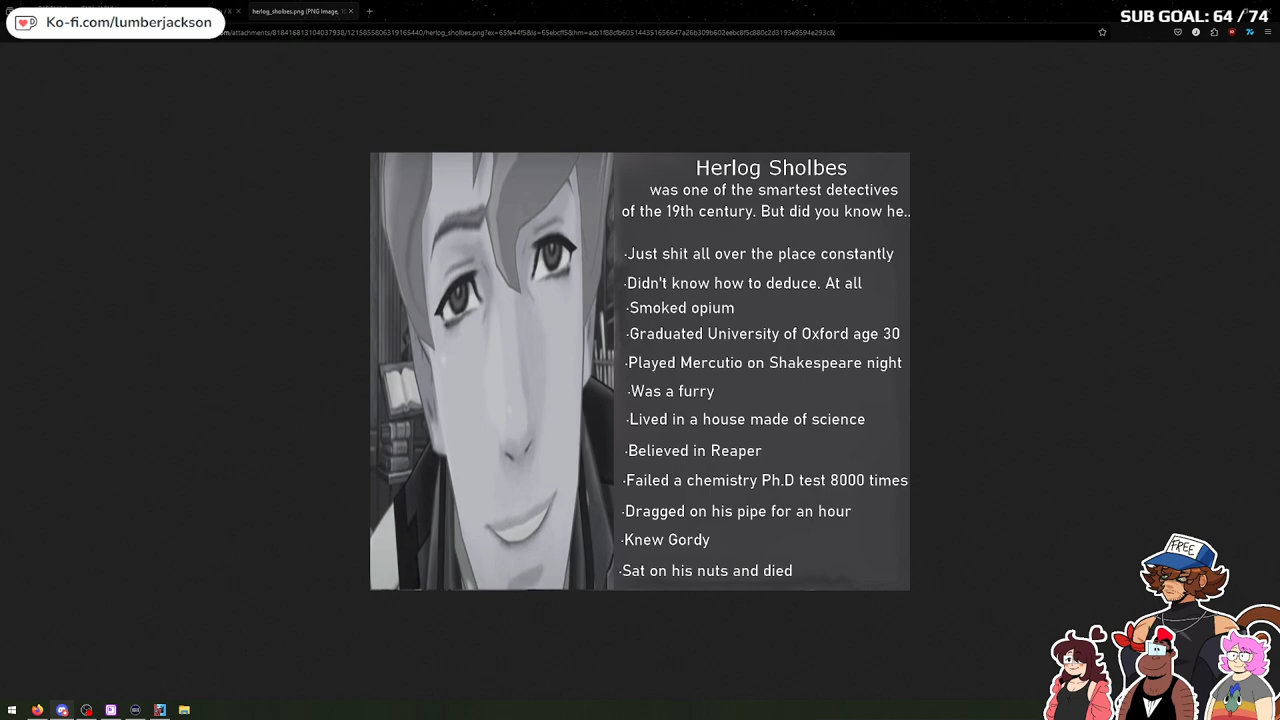 Ko-fi.com/lumberjackson
herlog_sholbes.png (PNG Image,
SUB GOAL: 64 / 74
Herlog Sholbes
was one of the smartest detectives
of the 19th century. But did you know he..
·Just shit all over the place constantly
·Didn't know how to deduce. At all
·Smoked opium
·Graduated University of Oxford age 30
·Played Mercutio on Shakespeare night
·Was a furry
·Lived in a house made of science
·Believed in Reaper
·Failed a chemistry Ph.D test 8000 times
·Dragged on his pipe for an hour
·Knew Gordy
·Sat on his nuts and died
FREE